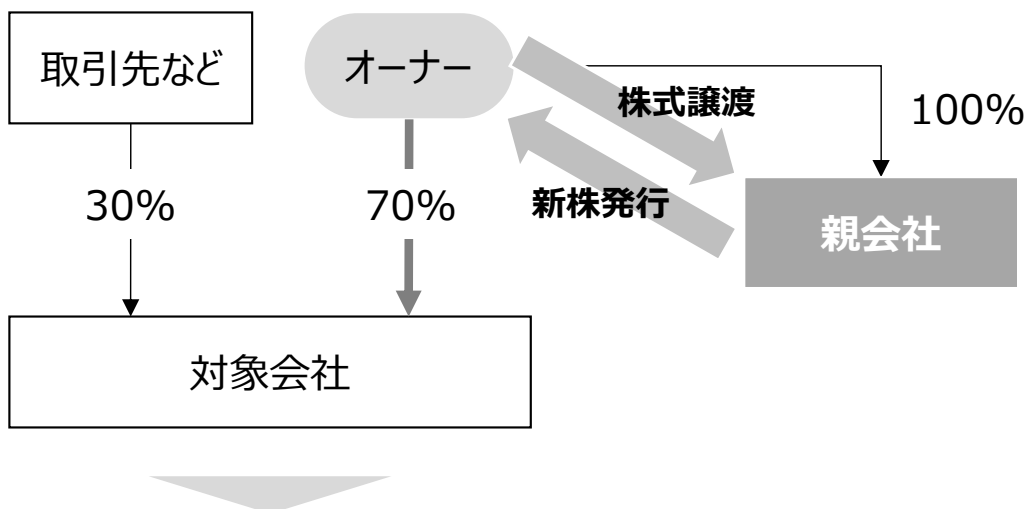 取引先など
オーナー
株式譲渡
100%
30%
70%
新株発行
親会社
対象会社